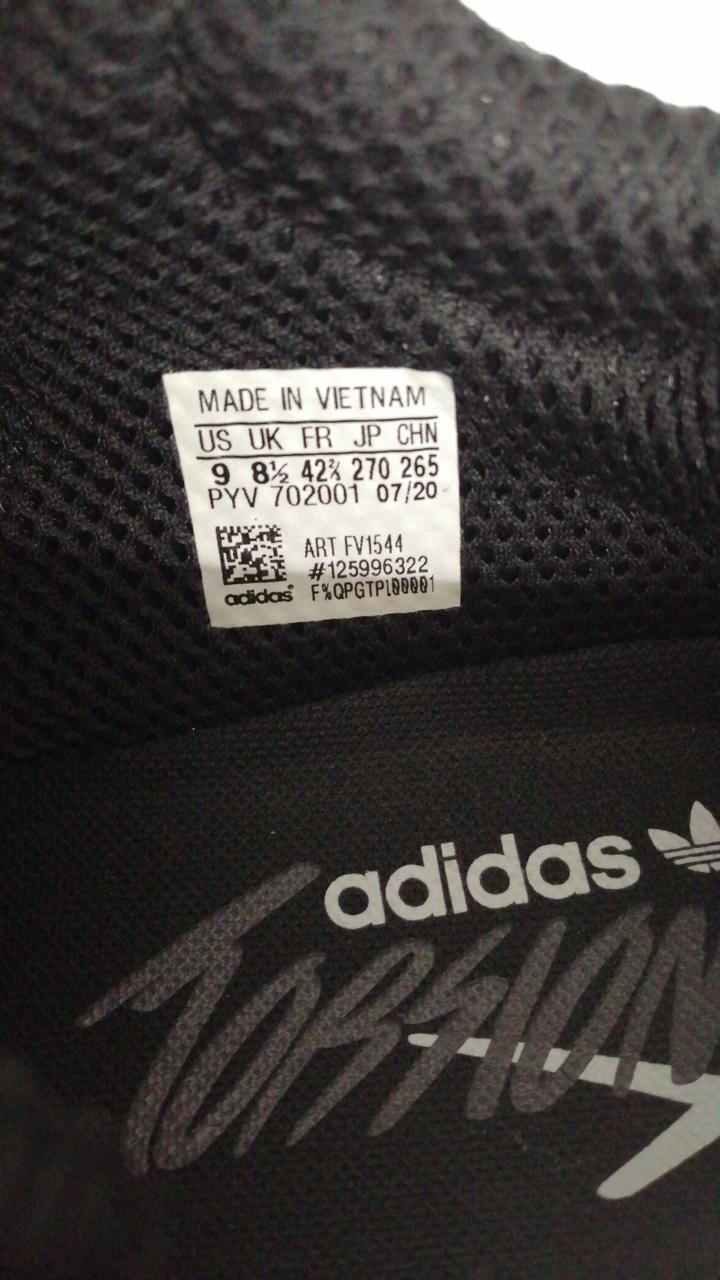 MADE IN VIETNAM
US UK FR JP CHN
9 8½ 42⅔ 270 265
PYV 702001 07/20
ART FV1544
#125996322
adidas® F%QPGTPL00001
adidas
TORSION